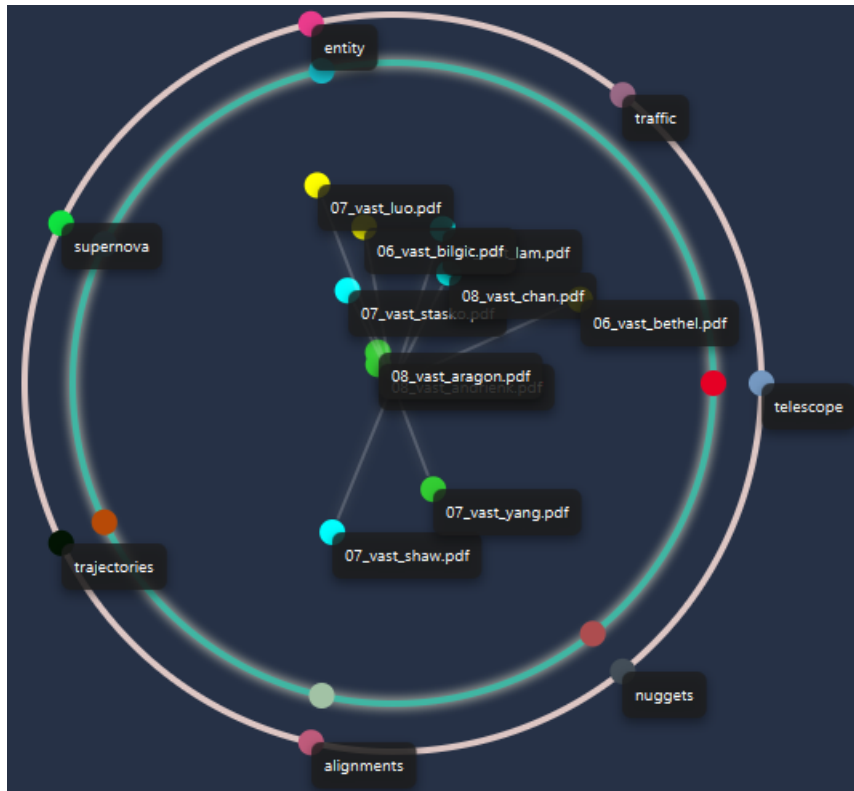 entity
traffic
07_vast_luo.pdf
supernova
06_vast_bilgic.pdf
lam.pdf
08_vast_chan.pdf
07_vast_stasko.pdf
06_vast_bethel.pdf
08_vast_aragon.pdf
telescope
07_vast_yang.pdf
07_vast_shaw.pdf
trajectories
nuggets
alignments